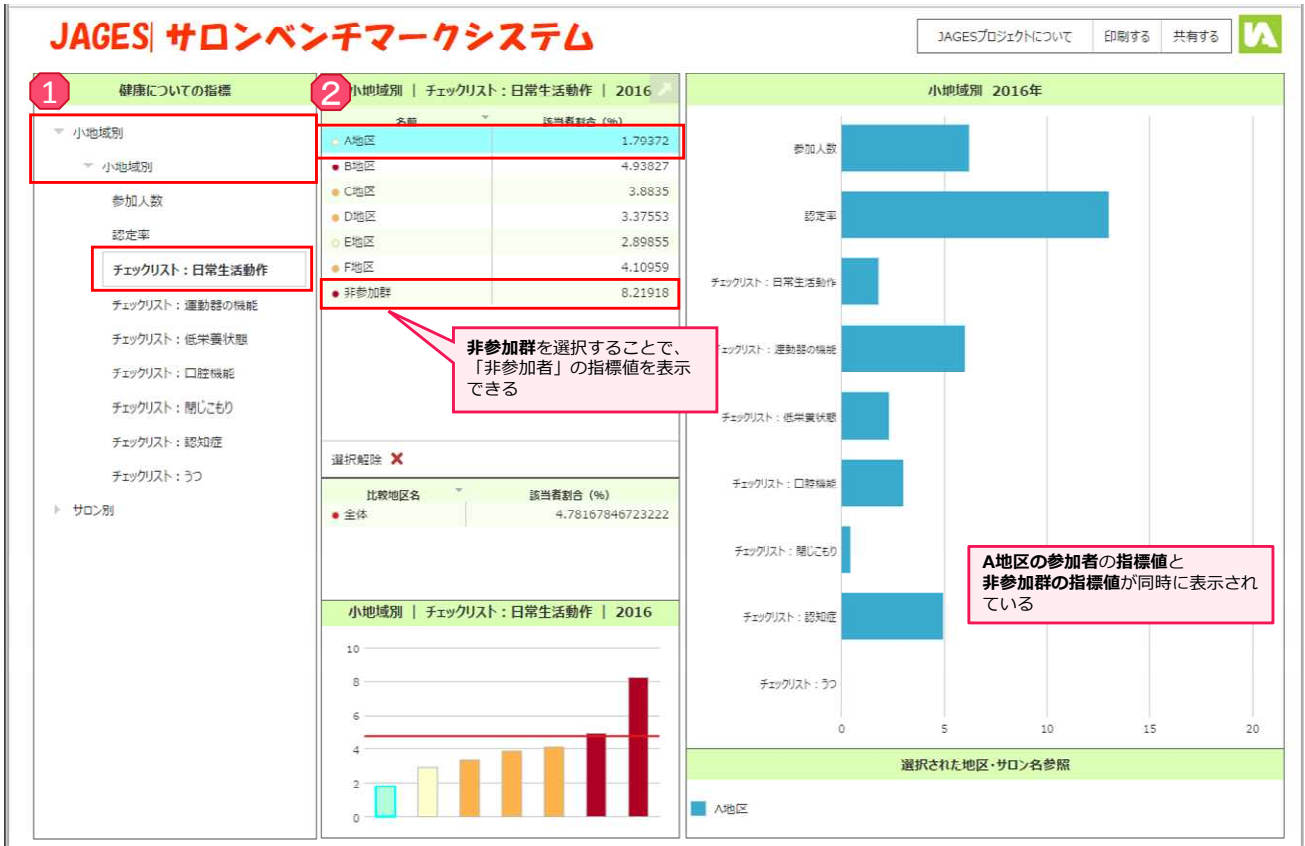 JAGES| サロンベンチマークシステム
JAGESプロジェクトについて
印刷する
共有する
IA
1
健康についての指標
小地域別
小地域別
参加人数
認定率
チェックリスト：日常生活動作
チェックリスト：運動器の機能
チェックリスト：低栄養状態
チェックリスト：口腔機能
チェックリスト：閉じこもり
チェックリスト：認知症
チェックリスト：うつ
サロン別
2
小地域別 | チェックリスト：日常生活動作 | 2016
名前 該当者割合 (%)
A地区 1.79372
B地区 4.93827
C地区 3.8835
D地区 3.37553
E地区 2.89855
F地区 4.10959
非参加群 8.21918
非参加群を選択することで、
「非参加者」の指標値を表示
できる
選択解除
比較地区名 該当者割合 (%)
全体 4.78167846723222
小地域別 | チェックリスト：日常生活動作 | 2016
10
8
6
4
2
0
小地域別 2016年
参加人数
認定率
チェックリスト：日常生活動作
チェックリスト：運動器の機能
チェックリスト：低栄養状態
チェックリスト：口腔機能
チェックリスト：閉じこもり
チェックリスト：認知症
チェックリスト：うつ
0 5 10 15 20
A地区の参加者の指標値と
非参加群の指標値が同時に表示され
ている
選択された地区・サロン名参照
A地区